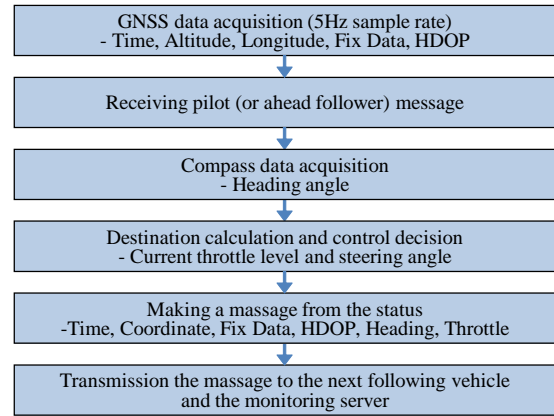 GNSS data acquisition (5Hz sample rate)
- Time, Altitude, Longitude, Fix Data, HDOP
Receiving pilot (or ahead follower) message
Compass data acquisition
- Heading angle
Destination calculation and control decision
- Current throttle level and steering angle
Making a massage from the status
-Time, Coordinate, Fix Data, HDOP, Heading, Throttle
Transmission the massage to the next following vehicle
and the monitoring server